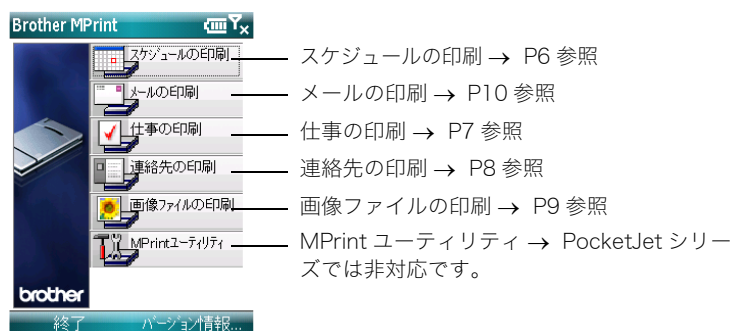 Brother MPrint
スケジュールの印刷
メールの印刷
仕事の印刷
連絡先の印刷
画像ファイルの印刷
MPrintユーティリティ
brother
終了 バージョン情報...
スケジュールの印刷 → P6 参照
メールの印刷 → P10 参照
仕事の印刷 → P7 参照
連絡先の印刷 → P8 参照
画像ファイルの印刷 → P9 参照
MPrint ユーティリティ → PocketJet シリー
ズでは非対応です。